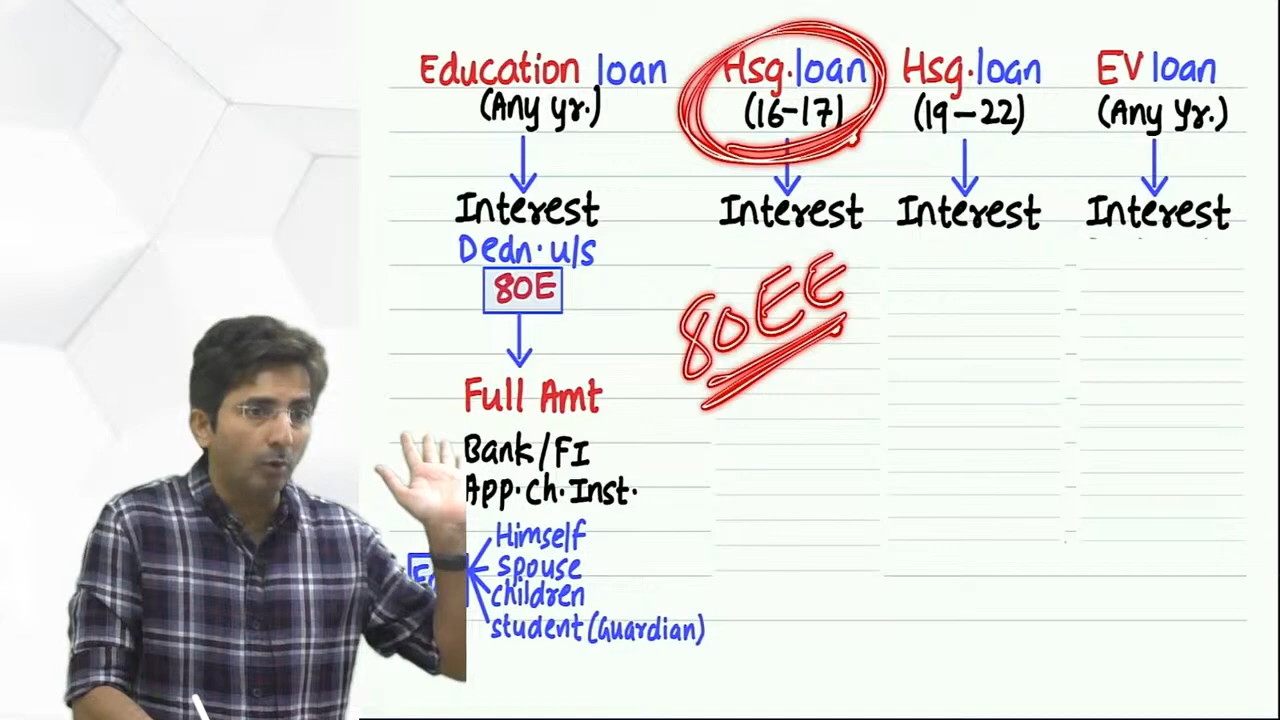 Education loan
(Any yr.)
Interest
Dedn. u/s
80E
Full Amt
Bank/FI
App.Ch.Inst.
Himself
spouse
children
student (Guardian)
Hsg.loan
(16-17)
Interest
80EE
Hsg.loan
(19-22)
Interest
EV loan
(Any Yr.)
Interest